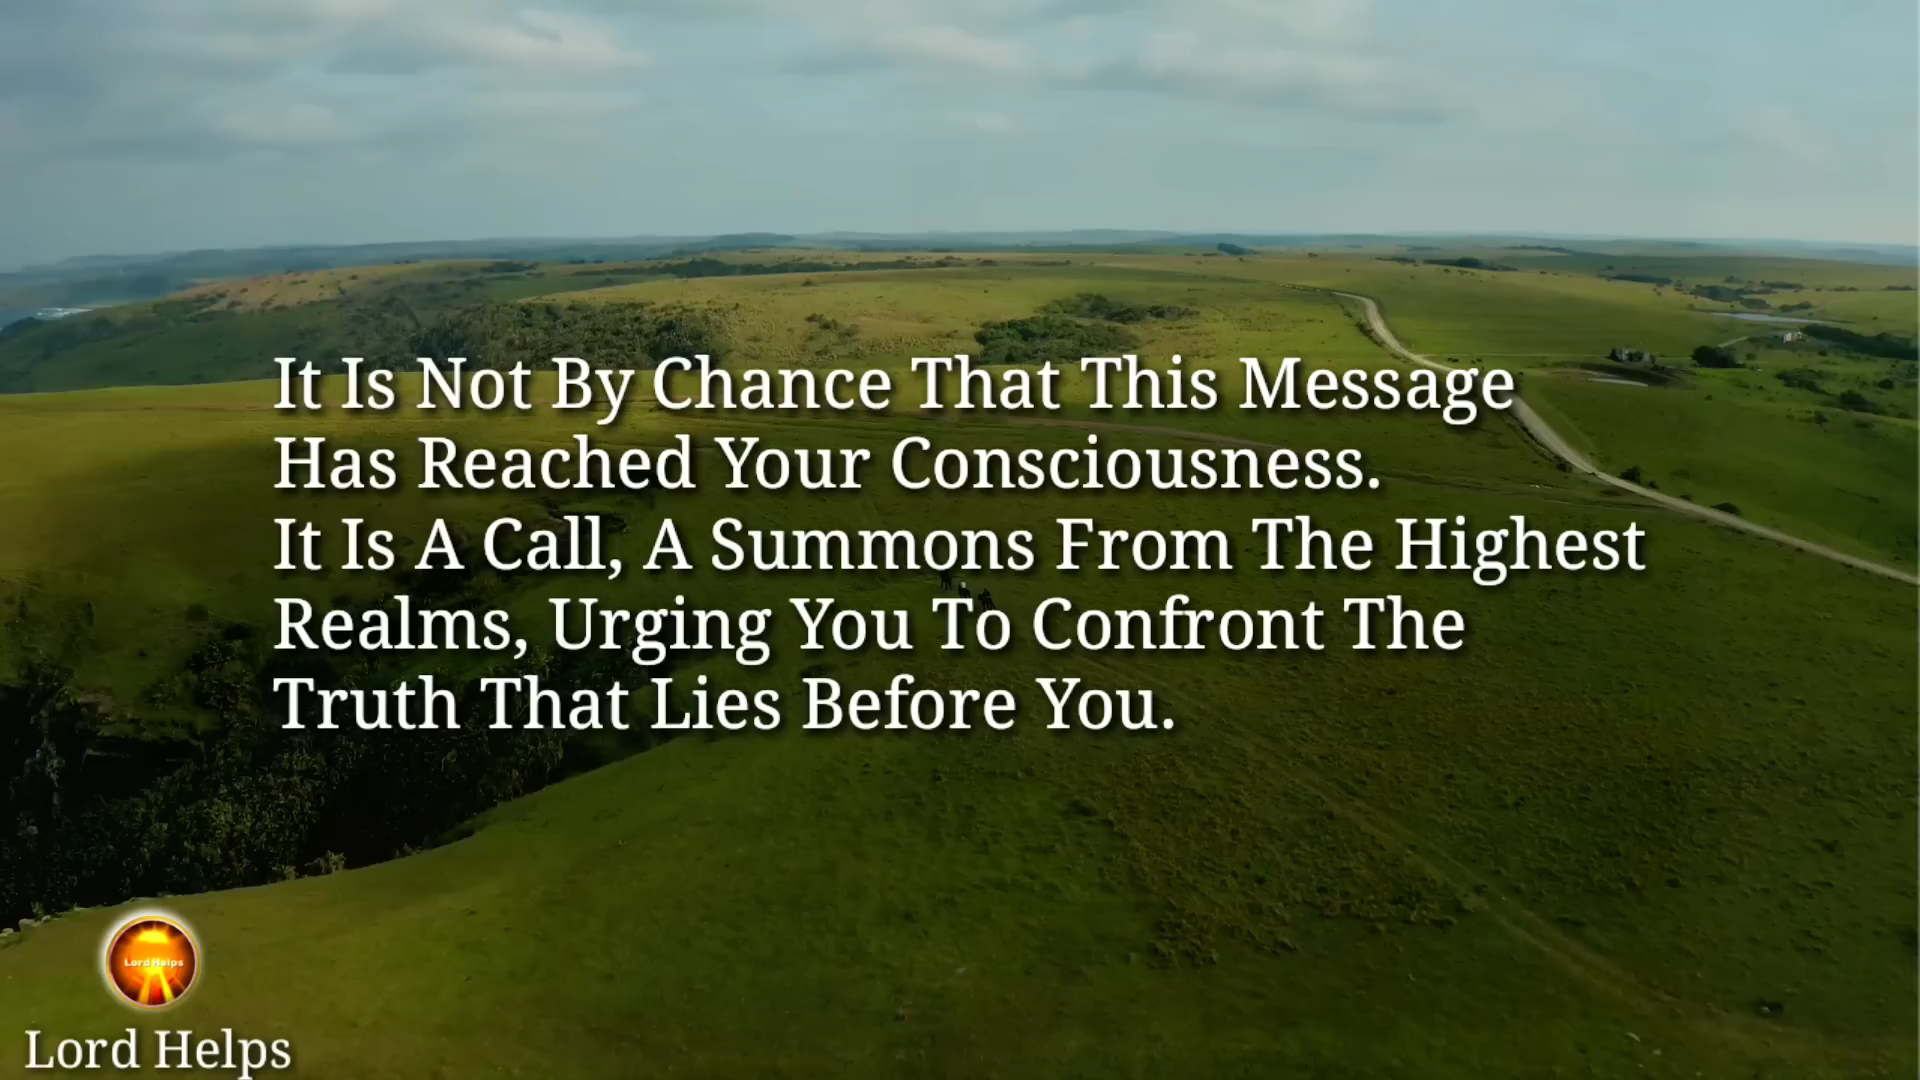 It Is Not By Chance That This Message
Has Reached Your Consciousness.
It Is A Call, A Summons From The Highest
Realms, Urging You To Confront The
Truth That Lies Before You.
Lord Helps
Lord Helps